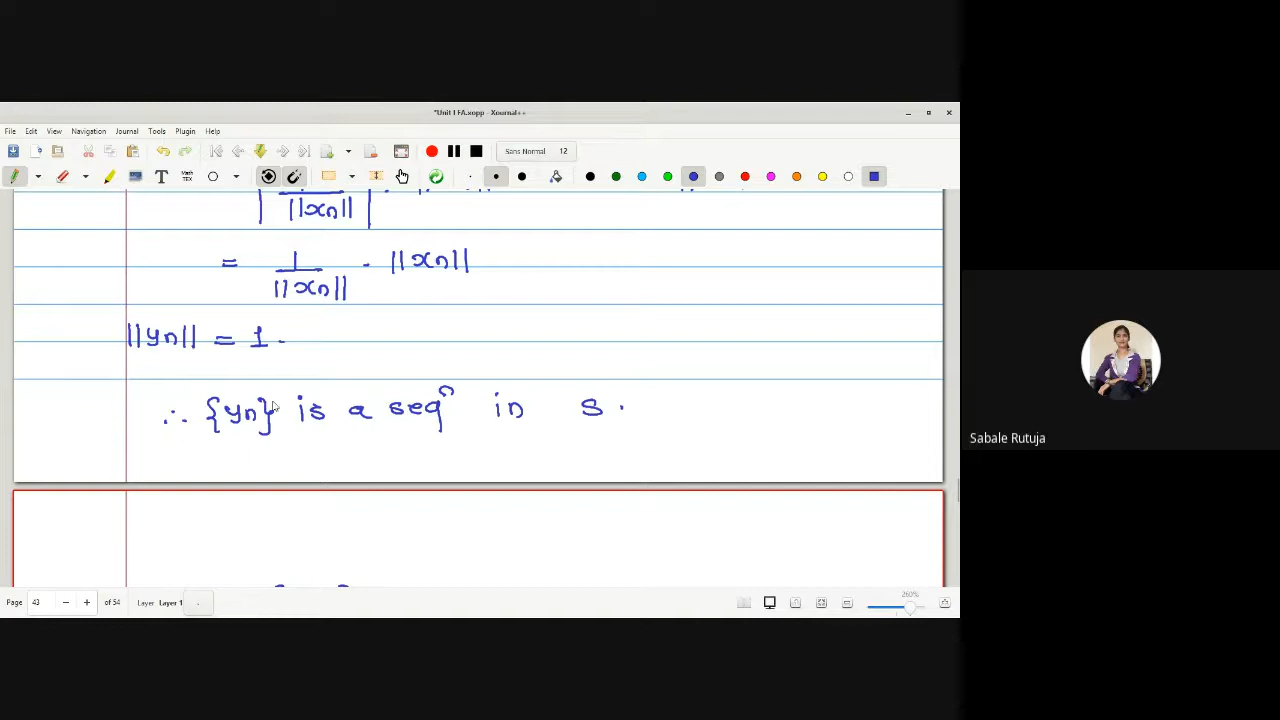 *Unit I FA.xopp - Xournal++
File Edit View Navigation Journal Tools Plugin Help
Sans Normal 12
||xn||
= 1/||xn|| . ||xn||
||yn|| = 1.
∴ {yn} is a seqⁿ in S.
Sabale Rutuja
Page 43 of 54 Layer Layer 1
260%